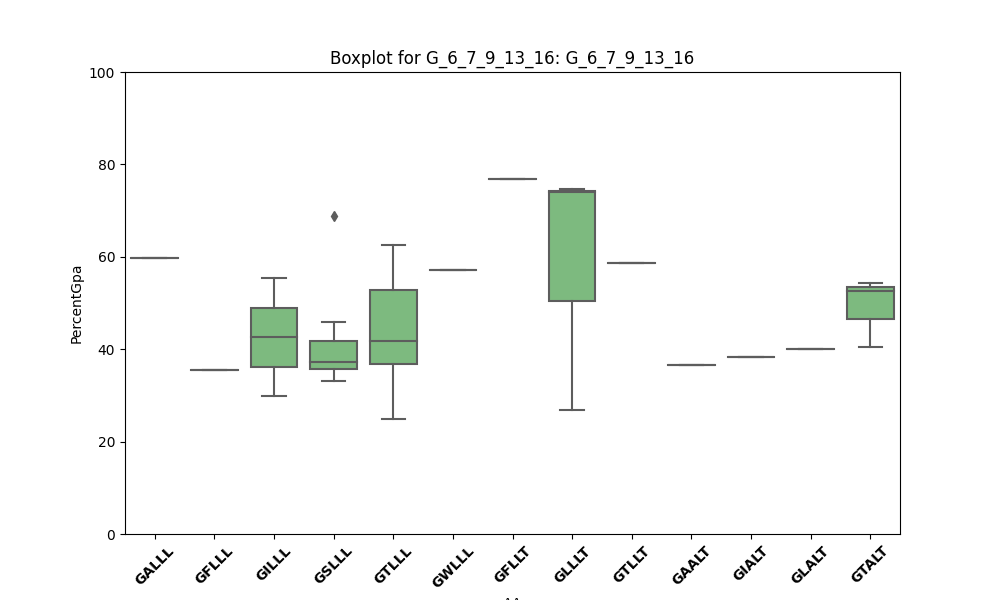 Boxplot for G_6_7_9_13_16: G_6_7_9_13_16
100
80
60
40
20
0
PercentGpa
GALLL GFLLL GILLL GSLLL GTLLL GWLLL GFLLT GLLLT GTLLT GAALT GIALT GLALT GTALT